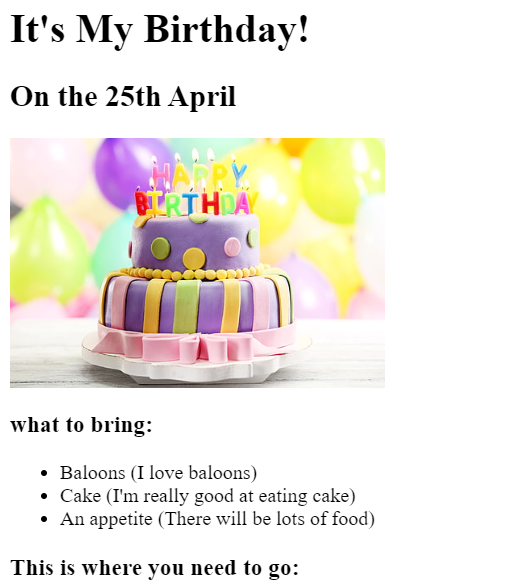 It's My Birthday!
On the 25th April
HAPPY
BIRTHDAY
what to bring:
Baloons (I love baloons)
Cake (I'm really good at eating cake)
An appetite (There will be lots of food)
This is where you need to go: